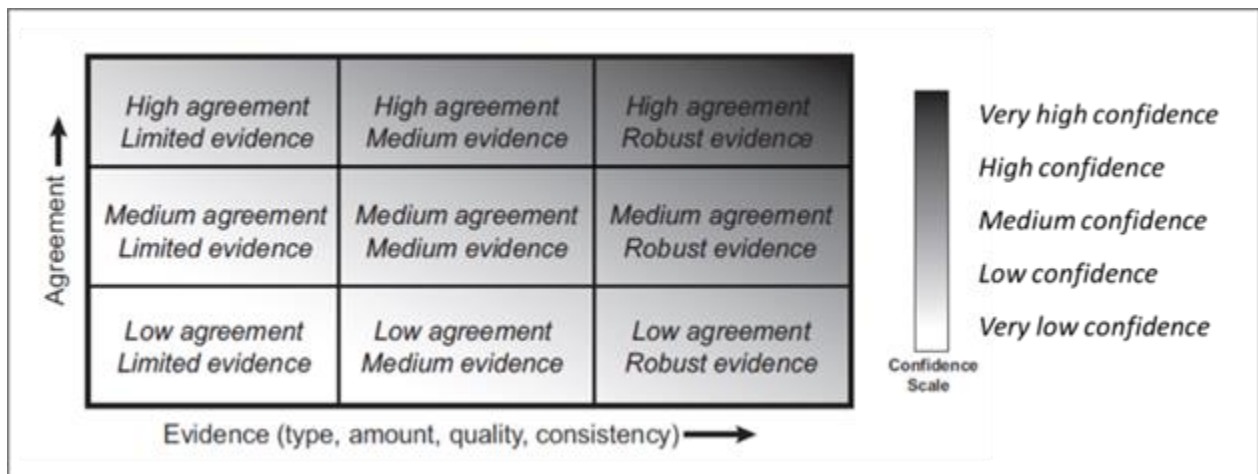 High agreement
Limited evidence
High agreement
Medium evidence
High agreement
Robust evidence
Medium agreement
Limited evidence
Medium agreement
Medium evidence
Medium agreement
Robust evidence
Low agreement
Limited evidence
Low agreement
Medium evidence
Low agreement
Robust evidence
Agreement
Evidence (type, amount, quality, consistency)
Very high confidence
High confidence
Medium confidence
Low confidence
Very low confidence
Confidence
Scale